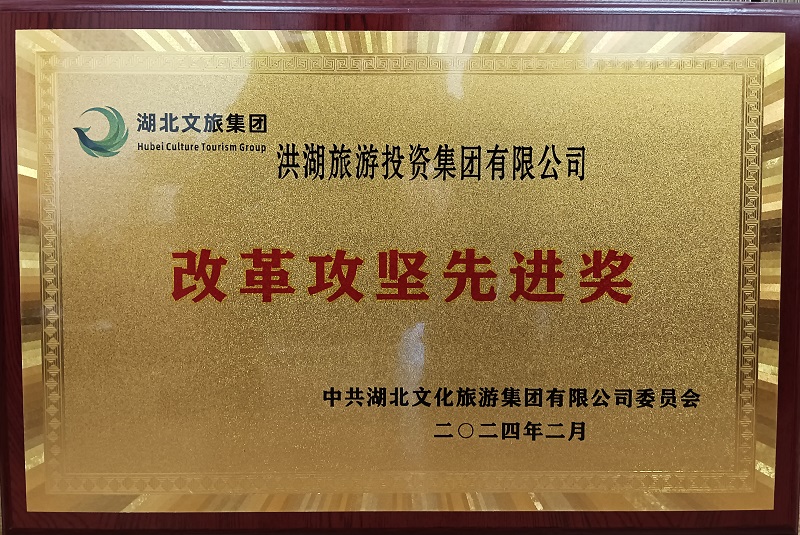 湖北文旅集团
Hubei Culture Tourism Group
洪湖旅游投资集团有限公司
改革攻坚先进奖
中共湖北文化旅游集团有限公司委员会
二〇二四年二月